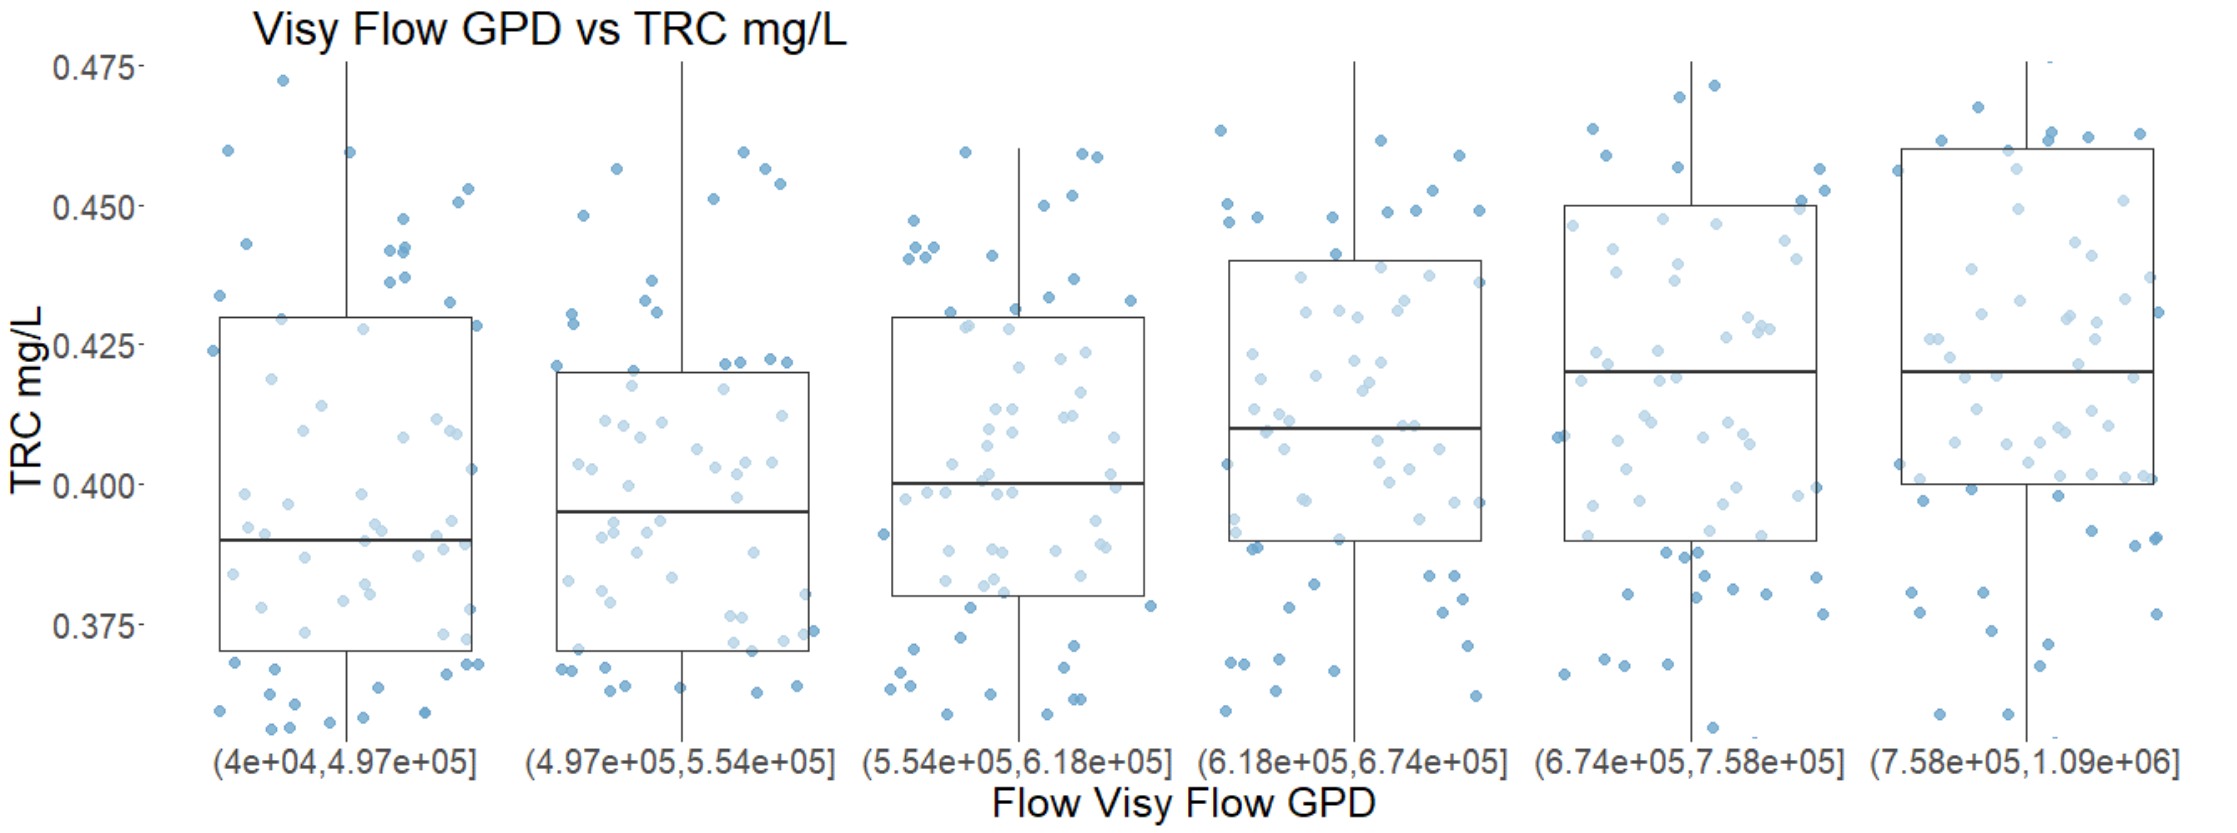 Visy Flow GPD vs TRC mg/L
TRC mg/L
0.475
0.450
0.425
0.400
0.375
(4e+04,4.97e+05]
(4.97e+05,5.54e+05]
(5.54e+05,6.18e+05]
(6.18e+05,6.74e+05]
(6.74e+05,7.58e+05]
(7.58e+05,1.09e+06]
Flow Visy Flow GPD